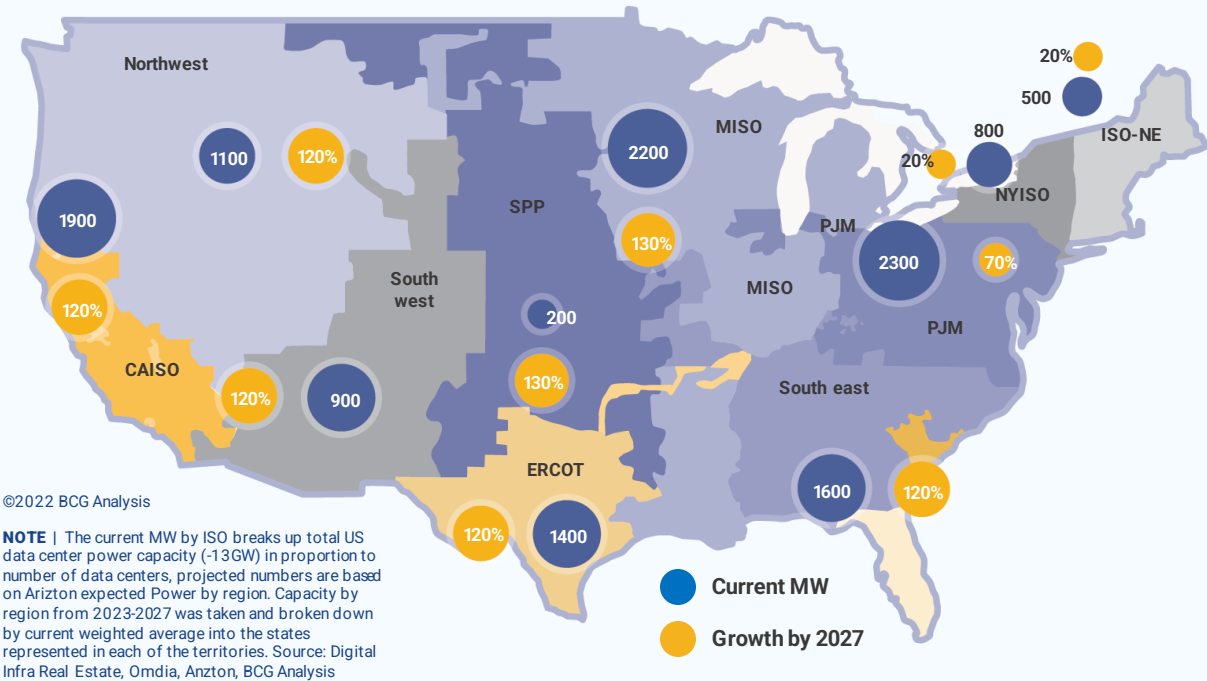 Northwest
1100
120%
1900
120%
CAISO
120%
900
South
west
SPP
200
130%
ERCOT
120%
1400
MISO
2200
130%
MISO
PJM
2300
70%
PJM
South east
1600
120%
20%
500
800
20%
ISO-NE
NYISO
Current MW
Growth by 2027
©2022 BCG Analysis
NOTE | The current MW by ISO breaks up total US
data center power capacity (-13GW) in proportion to
number of data centers, projected numbers are based
on Arizton expected Power by region. Capacity by
region from 2023-2027 was taken and broken down
by current weighted average into the states
represented in each of the territories. Source: Digital
Infra Real Estate, Omdia, Anzton, BCG Analysis